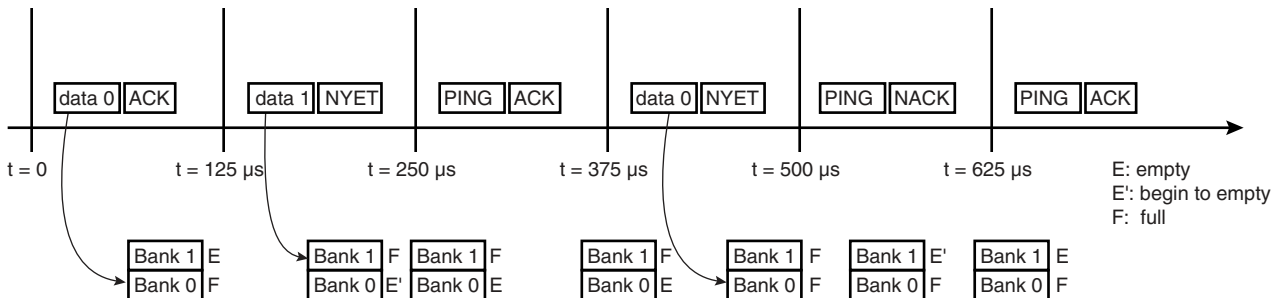 data 0 ACK data 1 NYET PING ACK data 0 NYET PING NACK PING ACK
t = 0 t = 125 μs t = 250 μs t = 375 μs t = 500 μs t = 625 μs
E: empty
E': begin to empty
F: full
Bank 1 E Bank 1 F Bank 1 F Bank 1 F Bank 1 F Bank 1 E' Bank 1 E
Bank 0 F Bank 0 E' Bank 0 E Bank 0 E Bank 0 F Bank 0 F Bank 0 F